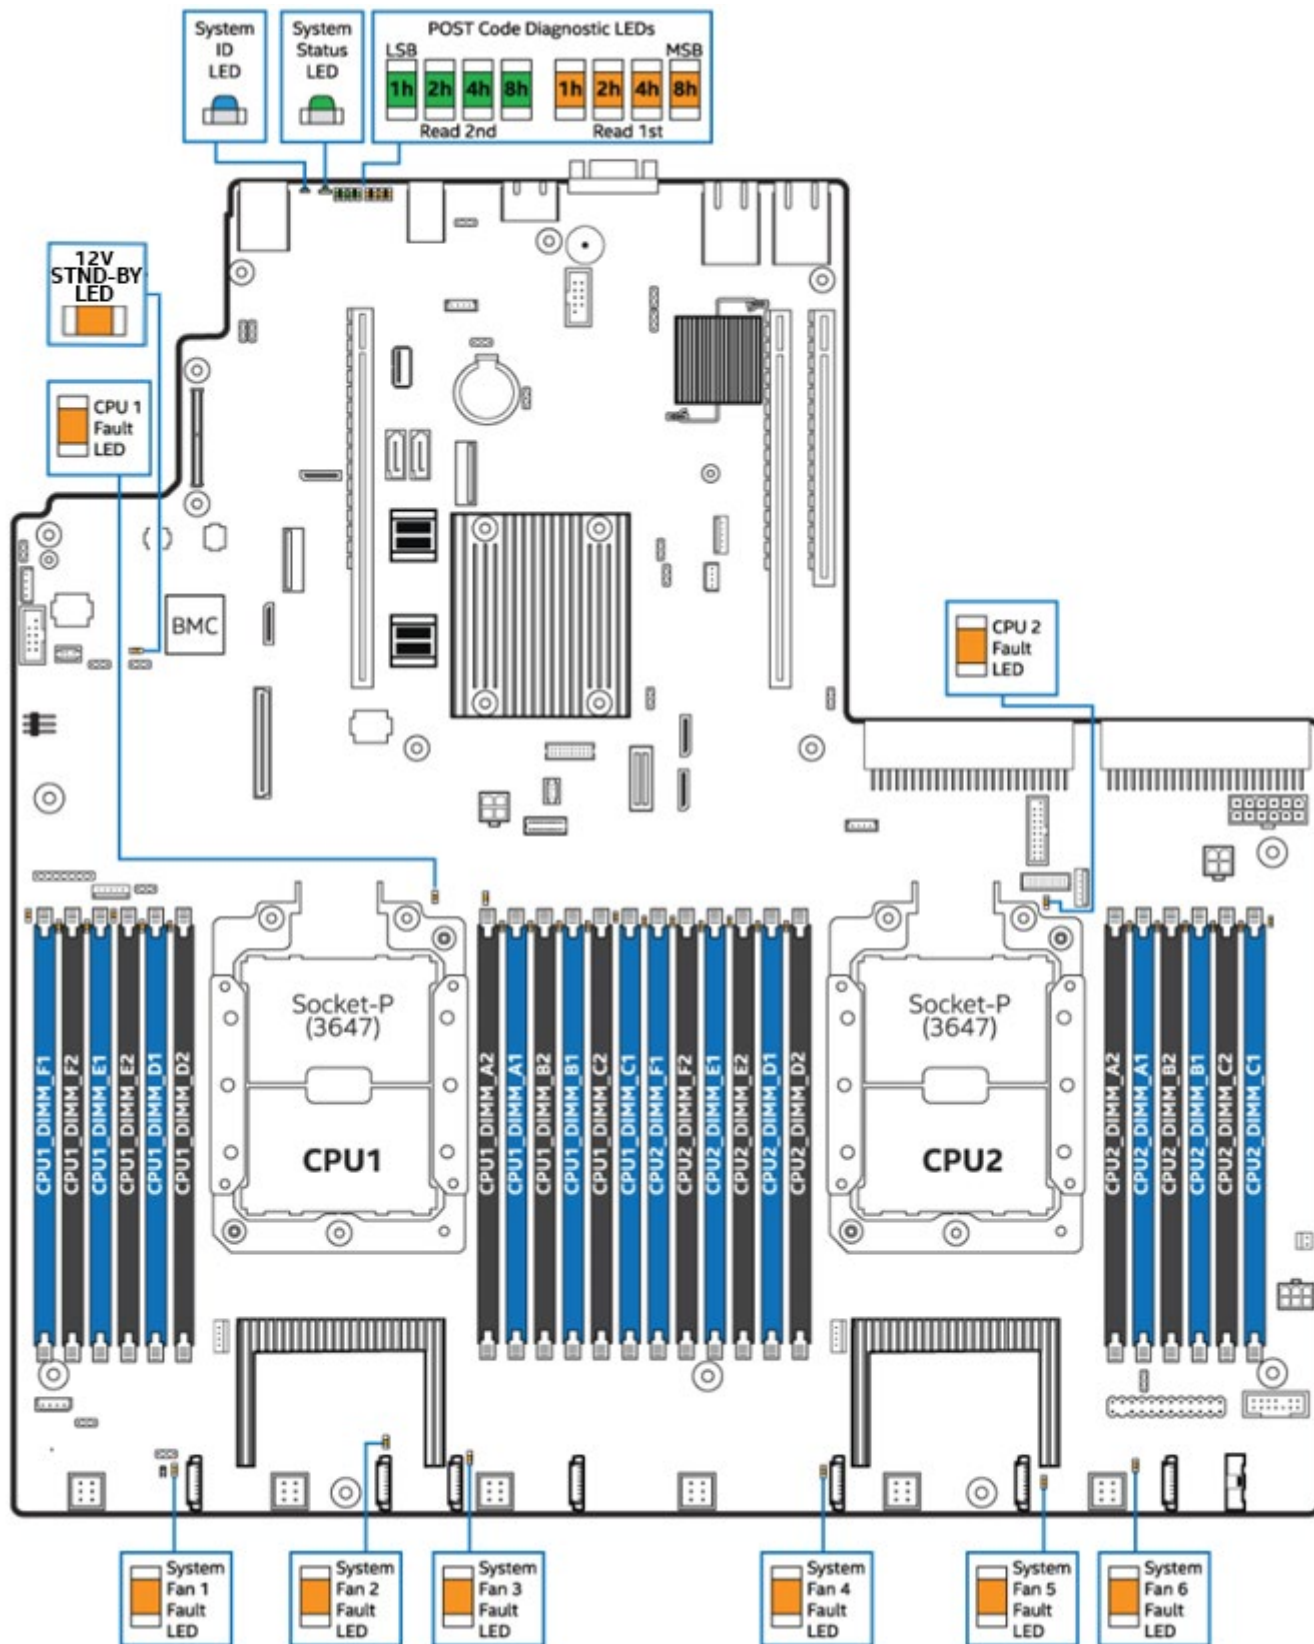 System
ID
LED
System
Status
LED
POST Code Diagnostic LEDs
LSB
MSB
1h 2h 4h 8h
1h 2h 4h 8h
Read 2nd
Read 1st
12V
STND-BY
LED
CPU 1
Fault
LED
BMC
CPU 2
Fault
LED
CPU1_DIMM_F1
CPU1_DIMM_F2
CPU1_DIMM_E1
CPU1_DIMM_E2
CPU1_DIMM_D1
CPU1_DIMM_D2
Socket-P
(3647)
CPU1
CPU1_DIMM_A2
CPU1_DIMM_A1
CPU1_DIMM_B2
CPU1_DIMM_B1
CPU1_DIMM_C2
CPU1_DIMM_C1
CPU2_DIMM_F1
CPU2_DIMM_F2
CPU2_DIMM_E1
CPU2_DIMM_E2
CPU2_DIMM_D1
CPU2_DIMM_D2
Socket-P
(3647)
CPU2
CPU2_DIMM_A2
CPU2_DIMM_A1
CPU2_DIMM_B2
CPU2_DIMM_B1
CPU2_DIMM_C2
CPU2_DIMM_C1
System
Fan 1
Fault
LED
System
Fan 2
Fault
LED
System
Fan 3
Fault
LED
System
Fan 4
Fault
LED
System
Fan 5
Fault
LED
System
Fan 6
Fault
LED